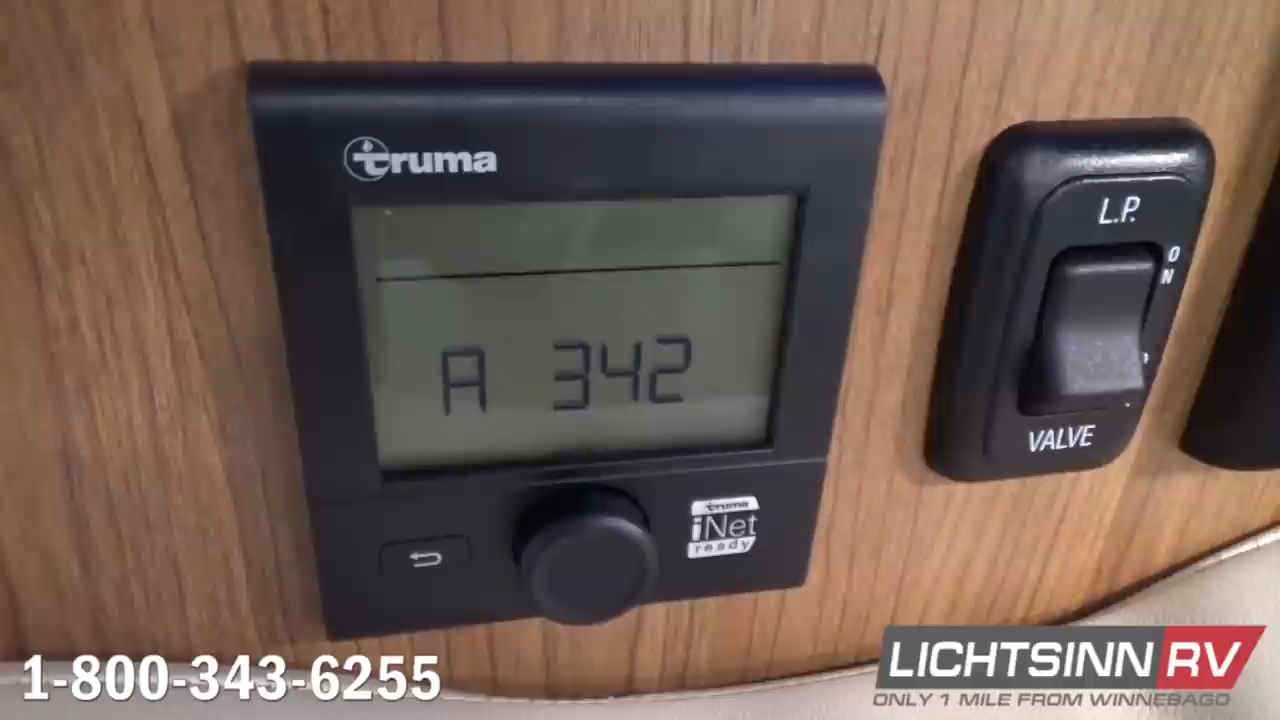 truma
A 342
truma
iNet
ready
L.P.
ON
VALVE
1-800-343-6255
LICHTSINN RV
ONLY 1 MILE FROM WINNEBAGO